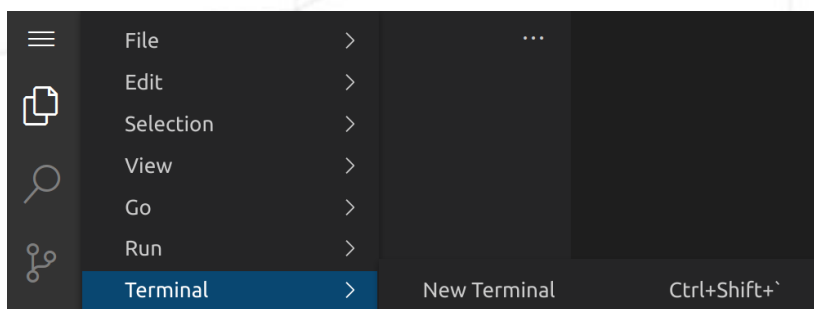 File
...
Edit
Selection
View
Go
Run
Terminal
New Terminal Ctrl+Shift+`